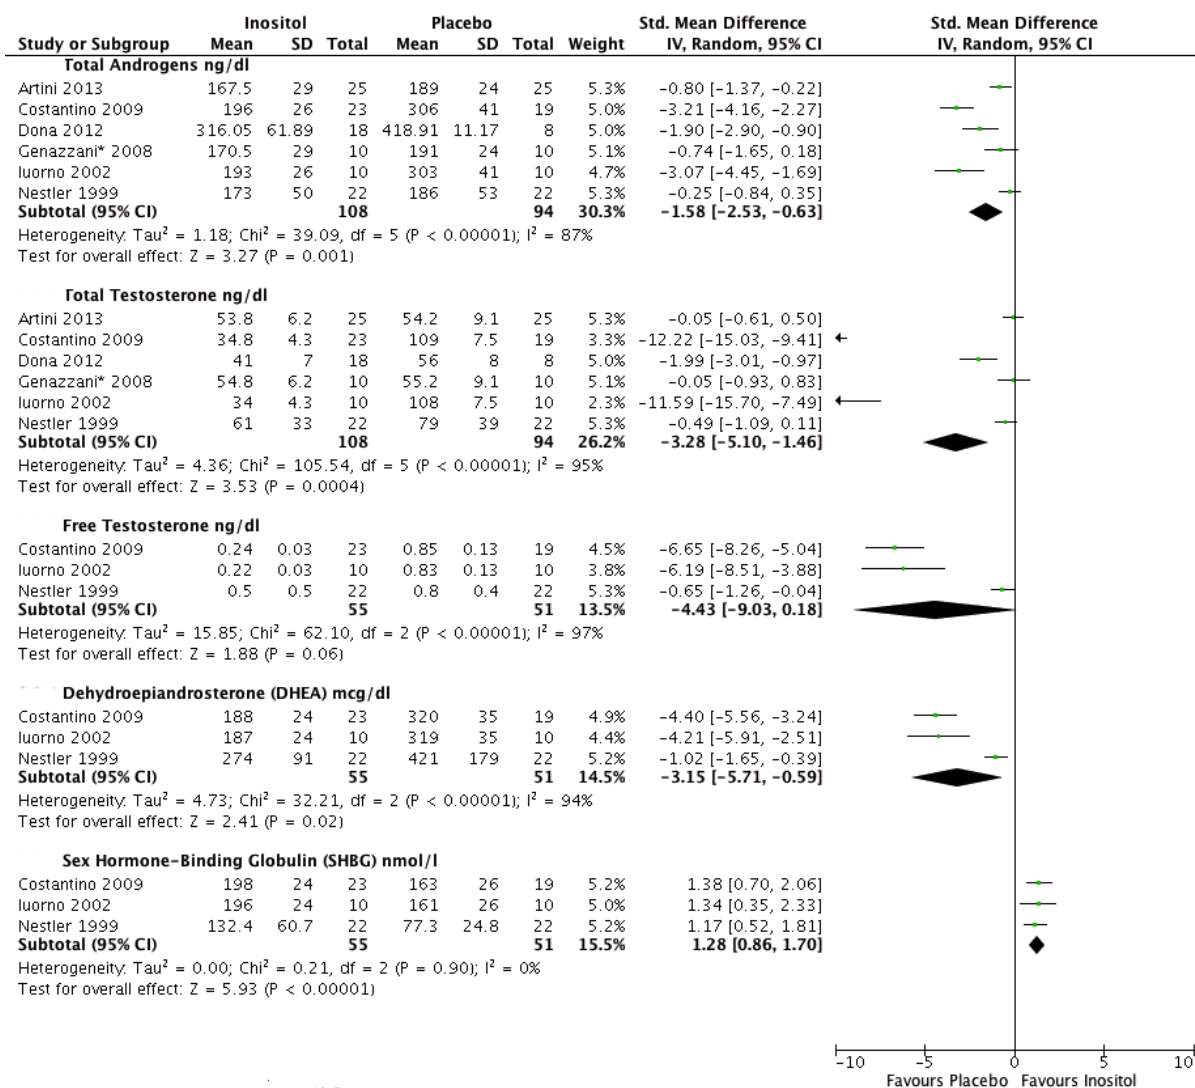 Inositol Placebo Std. Mean Difference Std. Mean Difference
Study or Subgroup Mean SD Total Mean SD Total Weight IV, Random, 95% CI IV, Random, 95% CI
Total Androgens ng/dl
Artini 2013 167.5 29 25 189 24 25 5.3% -0.80 [-1.37, -0.22]
Costantino 2009 196 26 23 306 41 19 5.0% -3.21 [-4.16, -2.27]
Dona 2012 316.05 61.89 18 418.91 11.17 8 5.0% -1.90 [-2.90, -0.90]
Genazzani* 2008 170.5 29 10 191 24 10 5.1% -0.74 [-1.65, 0.18]
Iuorno 2002 193 26 10 303 41 10 4.7% -3.07 [-4.45, -1.69]
Nestler 1999 173 50 22 186 53 22 5.3% -0.25 [-0.84, 0.35]
Subtotal (95% CI) 108 94 30.3% -1.58 [-2.53, -0.63]
Heterogeneity: Tau² = 1.18; Chi² = 39.09, df = 5 (P < 0.00001); I² = 87%
Test for overall effect: Z = 3.27 (P = 0.001)
Total Testosterone ng/dl
Artini 2013 53.8 6.2 25 54.2 9.1 25 5.3% -0.05 [-0.61, 0.50]
Costantino 2009 34.8 4.3 23 109 7.5 19 3.3% -12.22 [-15.03, -9.41]
Dona 2012 41 7 18 56 8 8 5.0% -1.99 [-3.01, -0.97]
Genazzani* 2008 54.8 6.2 10 55.2 9.1 10 5.1% -0.05 [-0.93, 0.83]
Iuorno 2002 34 4.3 10 108 7.5 10 2.3% -11.59 [-15.70, -7.49]
Nestler 1999 61 33 22 79 39 22 5.3% -0.49 [-1.09, 0.11]
Subtotal (95% CI) 108 94 26.2% -3.28 [-5.10, -1.46]
Heterogeneity: Tau² = 4.36; Chi² = 105.54, df = 5 (P < 0.00001); I² = 95%
Test for overall effect: Z = 3.53 (P = 0.0004)
Free Testosterone ng/dl
Costantino 2009 0.24 0.03 23 0.85 0.13 19 4.5% -6.65 [-8.26, -5.04]
Iuorno 2002 0.22 0.03 10 0.83 0.13 10 3.8% -6.19 [-8.51, -3.88]
Nestler 1999 0.5 0.5 22 0.8 0.4 22 5.2% -0.65 [-1.26, -0.04]
Subtotal (95% CI) 55 51 13.5% -4.43 [-9.03, 0.18]
Heterogeneity: Tau² = 15.85; Chi² = 62.10, df = 2 (P < 0.00001); I² = 97%
Test for overall effect: Z = 1.88 (P = 0.06)
Dehydroepiandrosterone (DHEA) mcg/dl
Costantino 2009 188 24 23 320 35 19 4.9% -4.40 [-5.56, -3.24]
Iuorno 2002 187 24 10 319 35 10 4.4% -4.21 [-5.91, -2.51]
Nestler 1999 274 91 22 421 179 22 5.2% -1.02 [-1.65, -0.39]
Subtotal (95% CI) 55 51 14.5% -3.15 [-5.71, -0.59]
Heterogeneity: Tau² = 4.73; Chi² = 32.21, df = 2 (P < 0.00001); I² = 94%
Test for overall effect: Z = 2.41 (P = 0.02)
Sex Hormone-Binding Globulin (SHBG) nmol/l
Costantino 2009 198 24 23 163 26 19 5.2% 1.38 [0.70, 2.06]
Iuorno 2002 196 24 10 161 26 10 5.0% 1.34 [0.35, 2.33]
Nestler 1999 132.4 60.7 22 77.3 24.8 22 5.2% 1.17 [0.52, 1.81]
Subtotal (95% CI) 55 51 15.5% 1.28 [0.86, 1.70]
Heterogeneity: Tau² = 0.00; Chi² = 0.21, df = 2 (P = 0.90); I² = 0%
Test for overall effect: Z = 5.93 (P < 0.00001)
-10 -5 0 5 10
Favours Placebo Favours Inositol